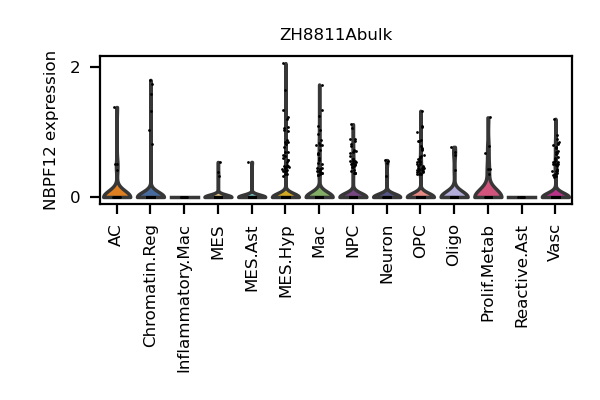 ZH8811Abulk
NBPF12 expression
2
0
AC
Chromatin.Reg
Inflammatory.Mac
MES
MES.Ast
MES.Hyp
Mac
NPC
Neuron
OPC
Oligo
Prolif.Metab
Reactive.Ast
Vasc